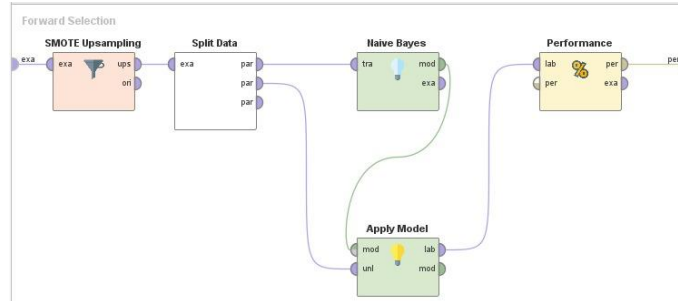 Forward Selection
SMOTE Upsampling
Split Data
Naive Bayes
Performance
exa
exa ups
ori
exa par
par
par
tra mod
exa
lab per
per exa
per
Apply Model
mod lab
unl mod